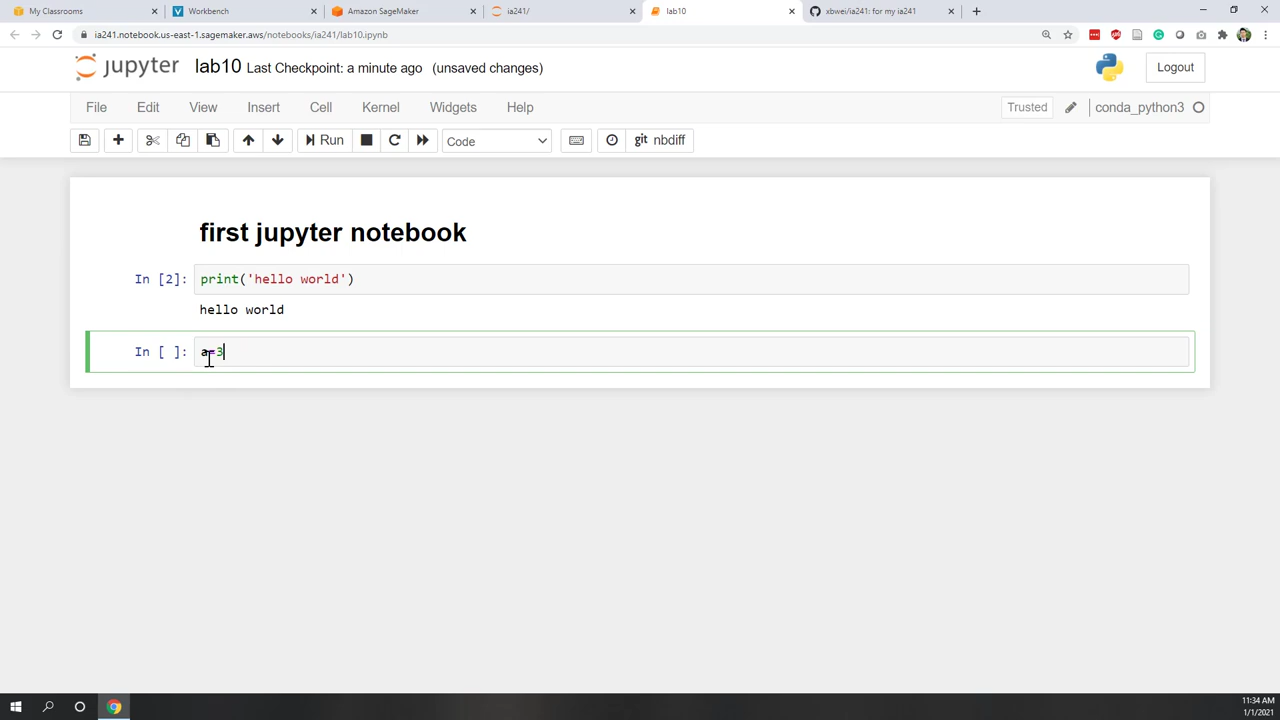 My Classrooms
Workbench
Amazon SageMaker
ia241/
lab10
xbwei/ia241: for my ia241
ia241.notebook.us-east-1.sagemaker.aws/notebooks/ia241/lab10.ipynb
jupyter lab10 Last Checkpoint: a minute ago (unsaved changes)
Logout
File Edit View Insert Cell Kernel Widgets Help
Trusted conda_python3
Run Code git nbdiff
first jupyter notebook
In [2]: print('hello world')
hello world
In [ ]: a=3
11:34 AM
1/1/2021